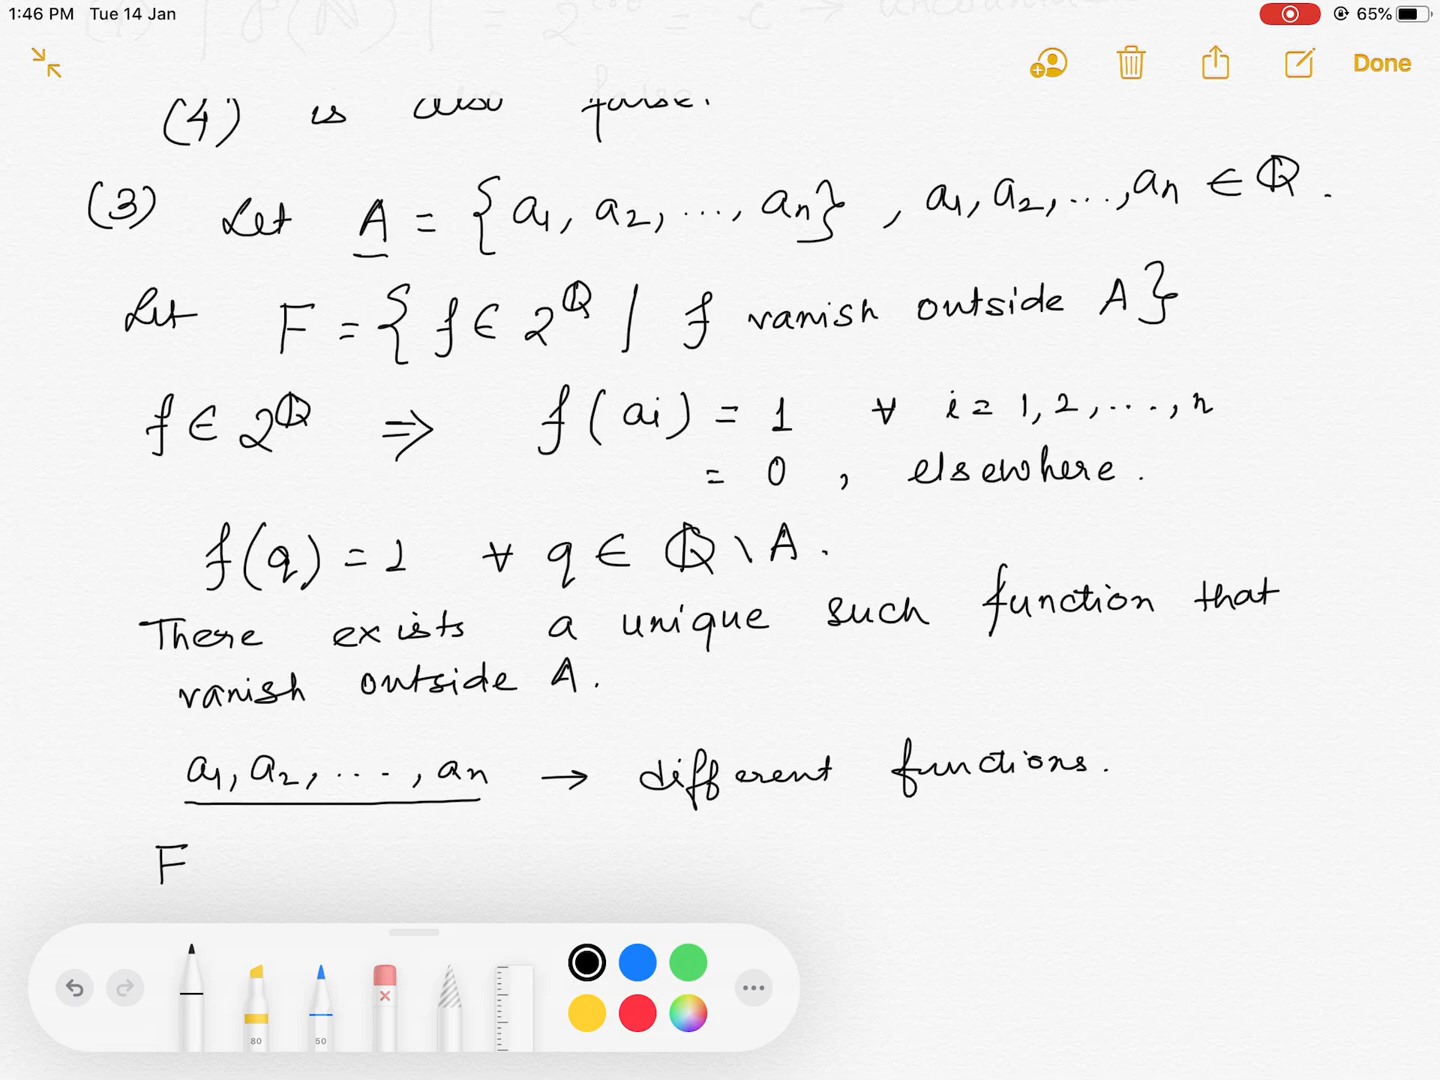 1:46 PM Tue 14 Jan
65%
Done
(4) is also false.
(3) Let A = {a1, a2, ..., an}, a1, a2, ..., an ∈ ℚ.
Let F = {f ∈ 2^ℚ | f vanish outside A}
f ∈ 2^ℚ ⇒ f(ai) = 1 ∀ i = 1, 2, ..., n
= 0, elsewhere.
f(q) = 1 ∀ q ∈ ℚ \ A.
There exists a unique such function that
vanish outside A.
a1, a2, ..., an → different functions.
F
80
50